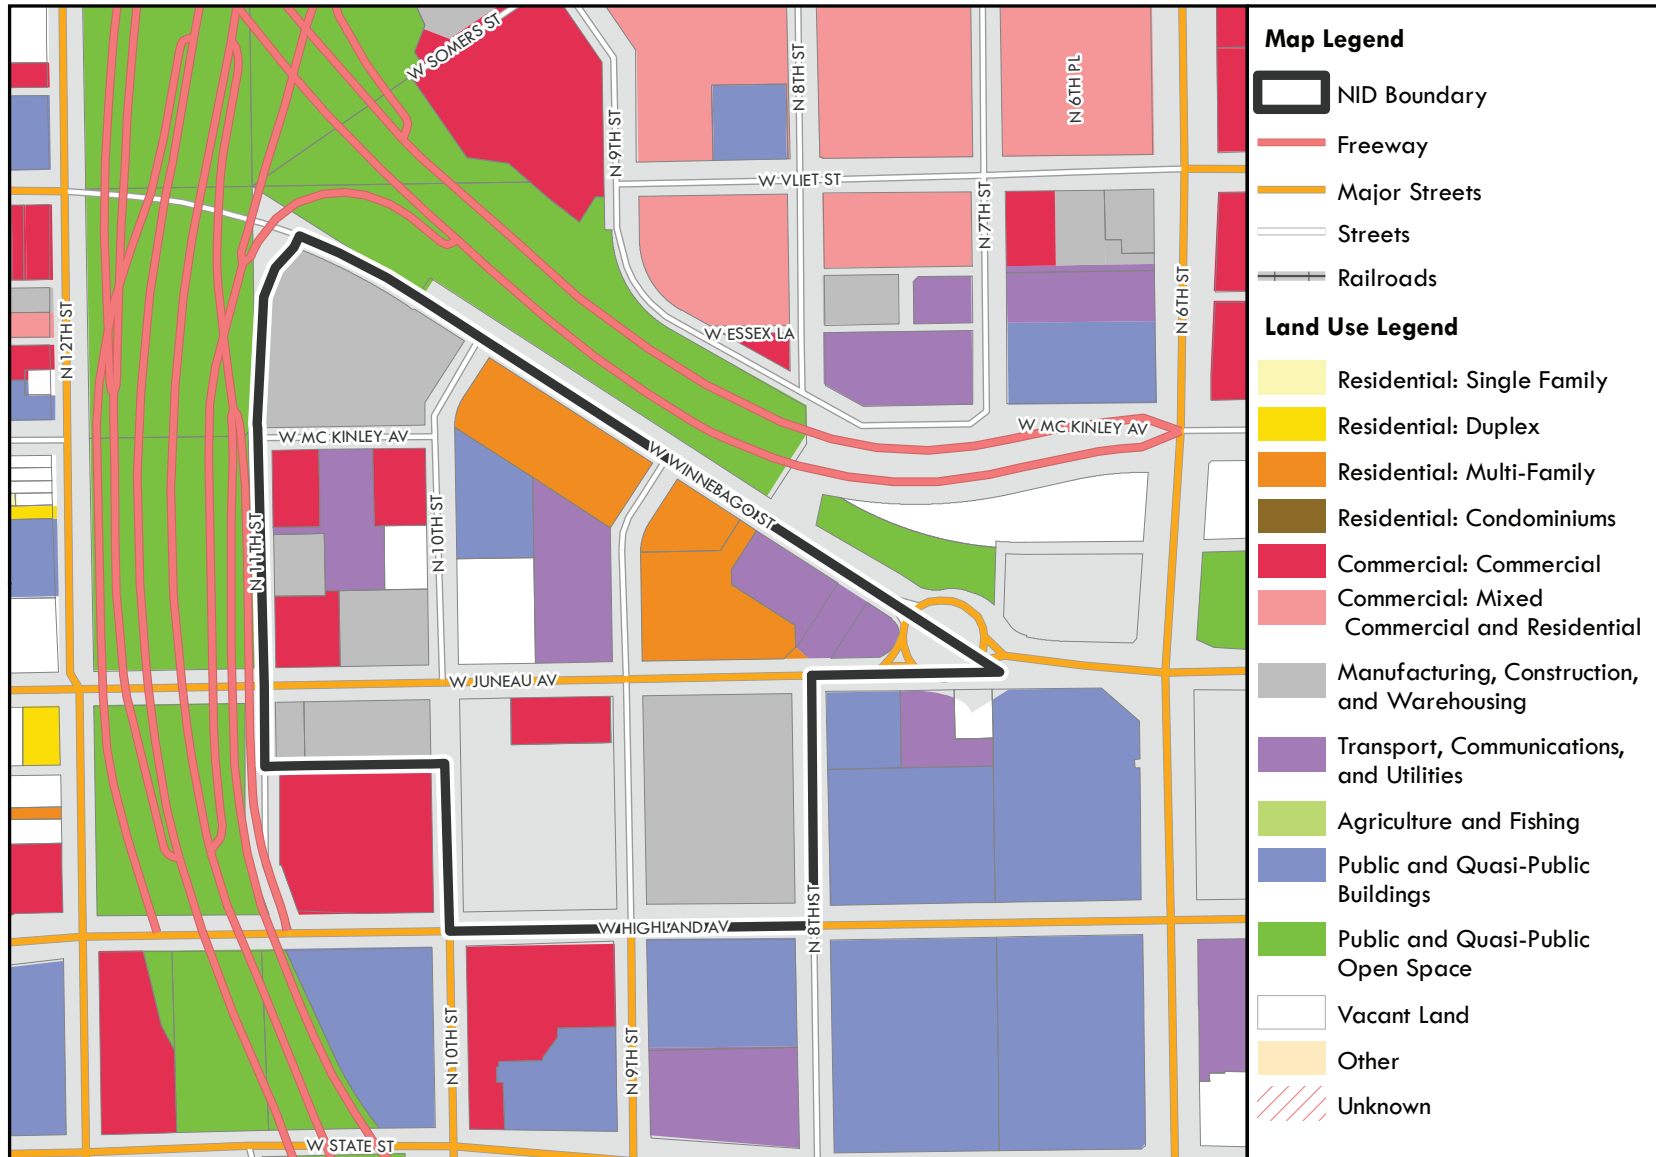 W SOMERS ST
N 8TH ST
N 6TH PL
N 9TH ST
W VLIET ST
N 7TH ST
N 6TH ST
N 12TH ST
W ESSEX LA
W MC KINLEY AV
W MC KINLEY AV
W WINNEBAGO ST
N 10TH ST
N 11TH ST
W JUNEAU AV
N 8TH ST
W HIGHLAND AV
N 10TH ST
N 9TH ST
W STATE ST
Map Legend
NID Boundary
Freeway
Major Streets
Streets
Railroads
Land Use Legend
Residential: Single Family
Residential: Duplex
Residential: Multi-Family
Residential: Condominiums
Commercial: Commercial
Commercial: Mixed
Commercial and Residential
Manufacturing, Construction,
and Warehousing
Transport, Communications,
and Utilities
Agriculture and Fishing
Public and Quasi-Public
Buildings
Public and Quasi-Public
Open Space
Vacant Land
Other
Unknown